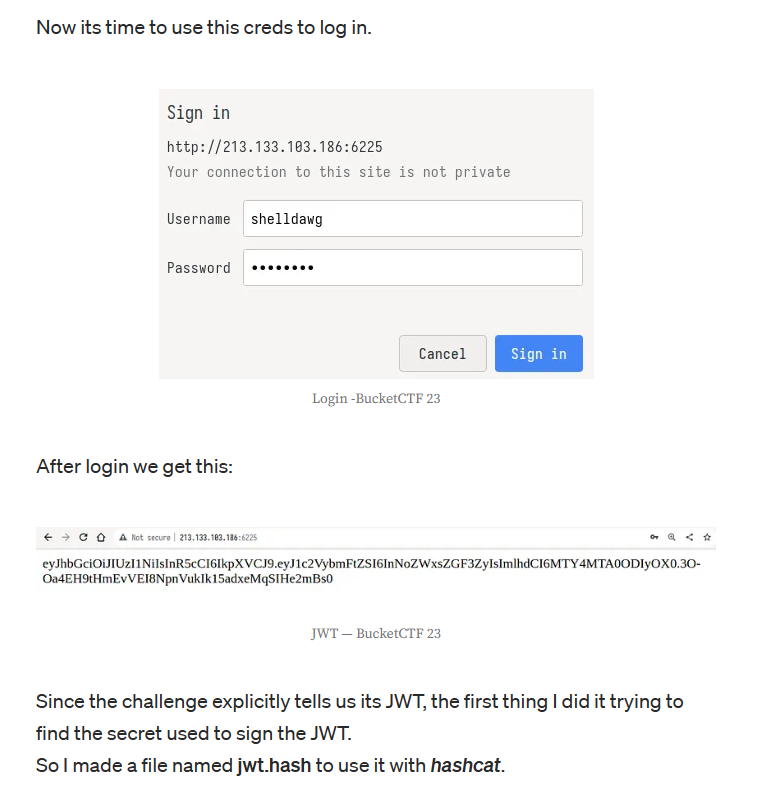 Now its time to use this creds to log in.
Sign in
http://213.133.103.186:6225
Your connection to this site is not private
Username shelldawg
Password ••••••••
Cancel Sign in
Login -BucketCTF 23
After login we get this:
Not secure | 213.133.103.186:6225
eyJhbGciOiJIUzI1NiIsInR5cCI6IkpXVCJ9.eyJ1c2VybmFtZSI6InNoZWxsZGF3ZyIsImlhdCI6MTY4MTA0ODIyOX0.3O-
Oa4EH9tHmEvVEI8NpnVukIk15adxeMqSIHe2mBs0
JWT — BucketCTF 23
Since the challenge explicitly tells us its JWT, the first thing I did it trying to
find the secret used to sign the JWT.
So I made a file named jwt.hash to use it with hashcat.